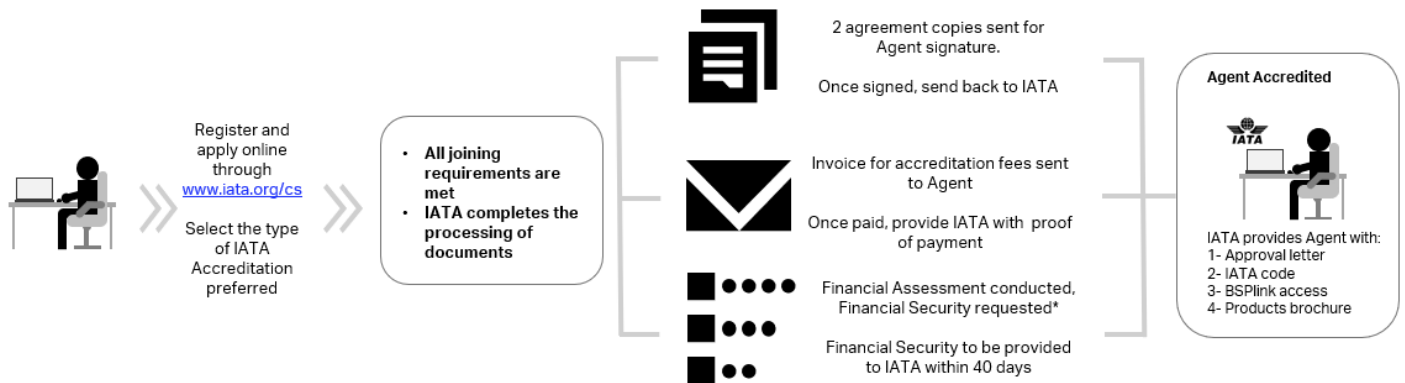 Register and
apply online
through
www.iata.org/cs
Select the type
of IATA
Accreditation
preferred
• All joining
requirements are
met
• IATA completes the
processing of
documents
2 agreement copies sent for
Agent signature.
Once signed, send back to IATA
Invoice for accreditation fees sent
to Agent
Once paid, provide IATA with proof
of payment
Financial Assessment conducted,
Financial Security requested*
Financial Security to be provided
to IATA within 40 days
Agent Accredited
IATA
IATA provides Agent with:
1- Approval letter
2- IATA code
3- BSPlink access
4- Products brochure